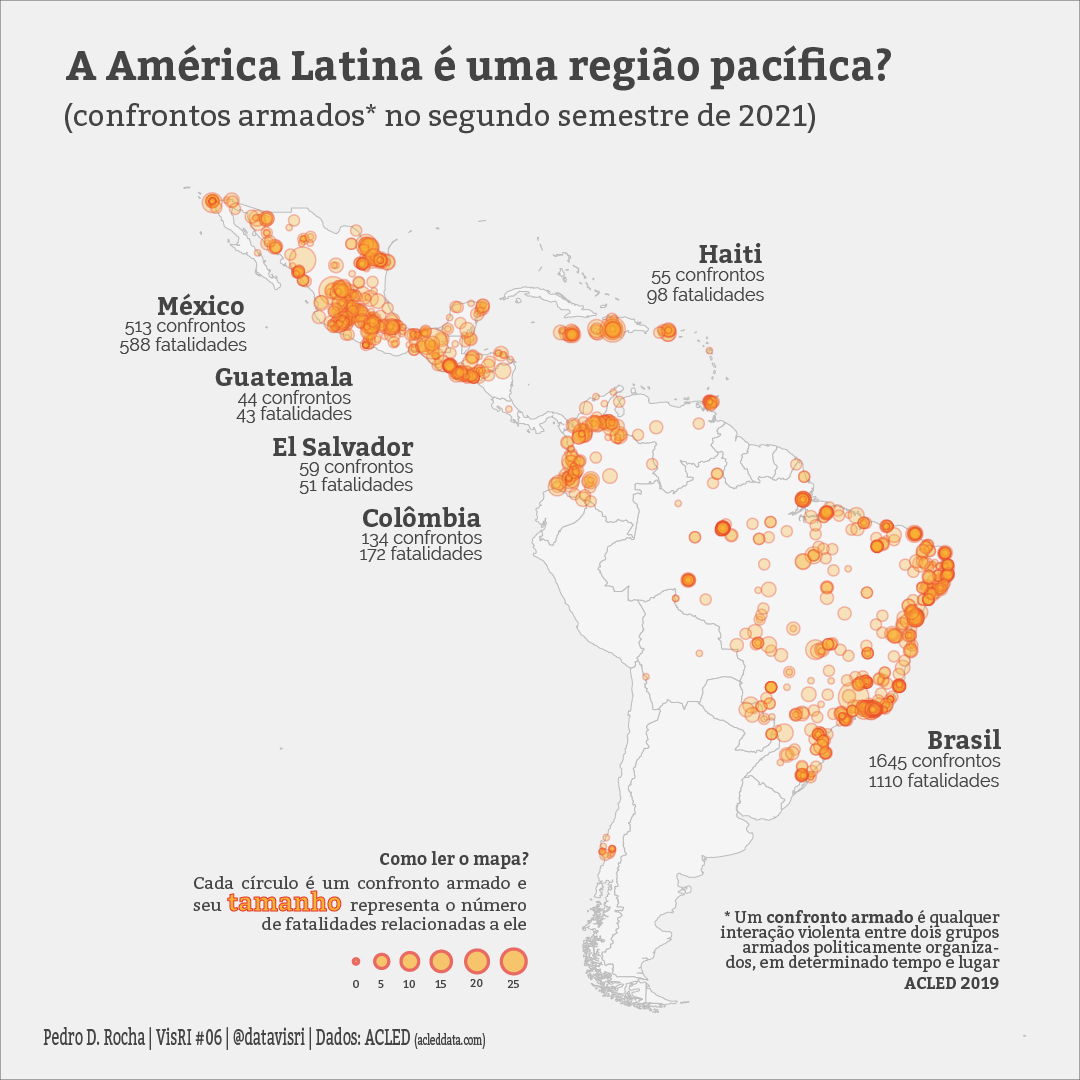 A América Latina é uma região pacífica?
(confrontos armados* no segundo semestre de 2021)
Haiti
55 confrontos
98 fatalidades
México
513 confrontos
588 fatalidades
Guatemala
44 confrontos
43 fatalidades
El Salvador
59 confrontos
51 fatalidades
Colômbia
134 confrontos
172 fatalidades
Brasil
1645 confrontos
1110 fatalidades
Como ler o mapa?
Cada círculo é um confronto armado e
seu tamanho representa o número
de fatalidades relacionadas a ele
0 5 10 15 20 25
* Um confronto armado é qualquer
interação violenta entre dois grupos
armados politicamente organiza-
dos, em determinado tempo e lugar
ACLED 2019
Pedro D. Rocha | VisRI #06 | @datavisri | Dados: ACLED (acleddata.com)